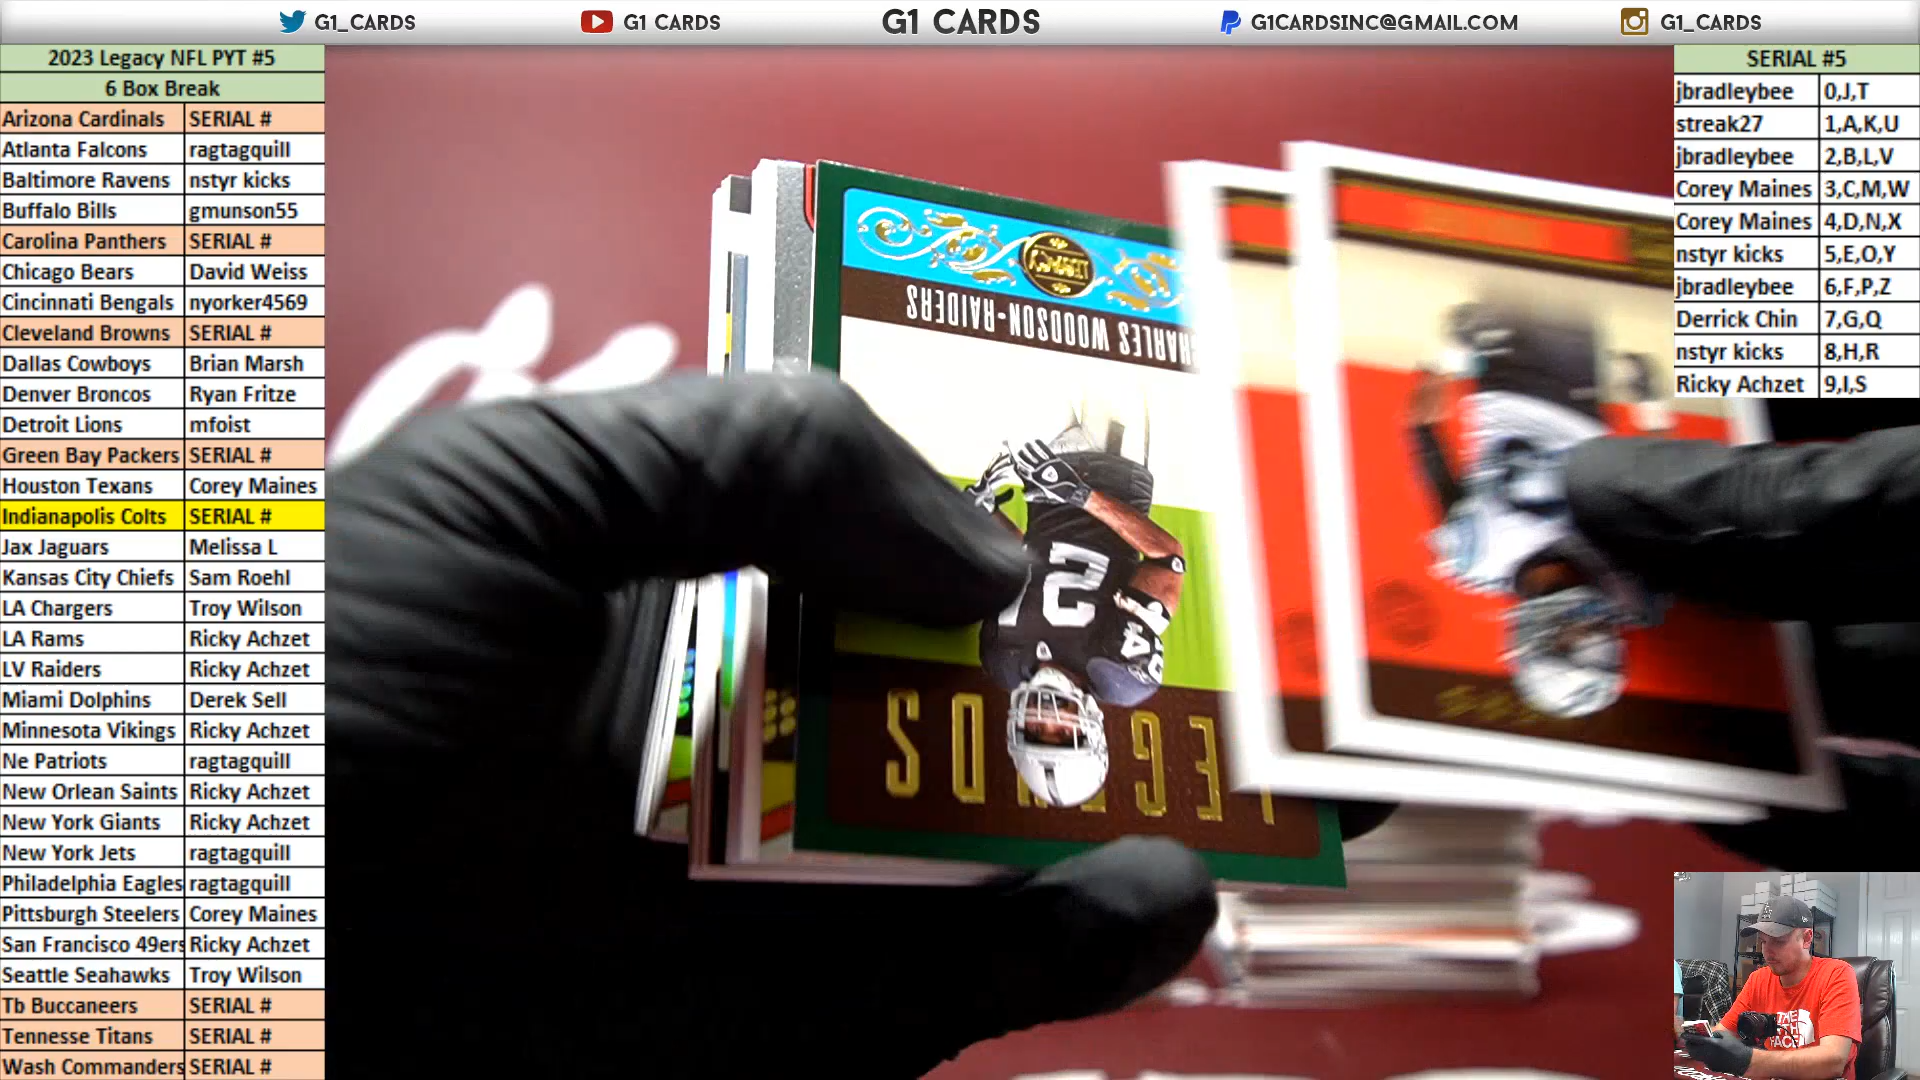 G1_CARDS
G1 CARDS
G1 CARDS
G1CARDSINC@GMAIL.COM
G1_CARDS
2023 Legacy NFL PYT #5
6 Box Break
Arizona Cardinals SERIAL #
Atlanta Falcons ragtagquill
Baltimore Ravens nstyr kicks
Buffalo Bills gmunson55
Carolina Panthers SERIAL #
Chicago Bears David Weiss
Cincinnati Bengals nyorker4569
Cleveland Browns SERIAL #
Dallas Cowboys Brian Marsh
Denver Broncos Ryan Fritze
Detroit Lions mfoist
Green Bay Packers SERIAL #
Houston Texans Corey Maines
Indianapolis Colts SERIAL #
Jax Jaguars Melissa L
Kansas City Chiefs Sam Roehl
LA Chargers Troy Wilson
LA Rams Ricky Achzet
LV Raiders Ricky Achzet
Miami Dolphins Derek Sell
Minnesota Vikings Ricky Achzet
Ne Patriots ragtagquill
New Orlean Saints Ricky Achzet
New York Giants Ricky Achzet
New York Jets ragtagquill
Philadelphia Eagles ragtagquill
Pittsburgh Steelers Corey Maines
San Francisco 49ers Ricky Achzet
Seattle Seahawks Troy Wilson
Tb Buccaneers SERIAL #
Tennesse Titans SERIAL #
Wash Commanders SERIAL #
SERIAL #5
jbradleybee 0,J,T
streak27 1,A,K,U
jbradleybee 2,B,L,V
Corey Maines 3,C,M,W
Corey Maines 4,D,N,X
nstyr kicks 5,E,O,Y
jbradleybee 6,F,P,Z
Derrick Chin 7,G,Q
nstyr kicks 8,H,R
Ricky Achzet 9,I,S
LEGACY
CHARLES WOODSON-RAIDERS
24
LEGENDS
THE
NORTH
FACE